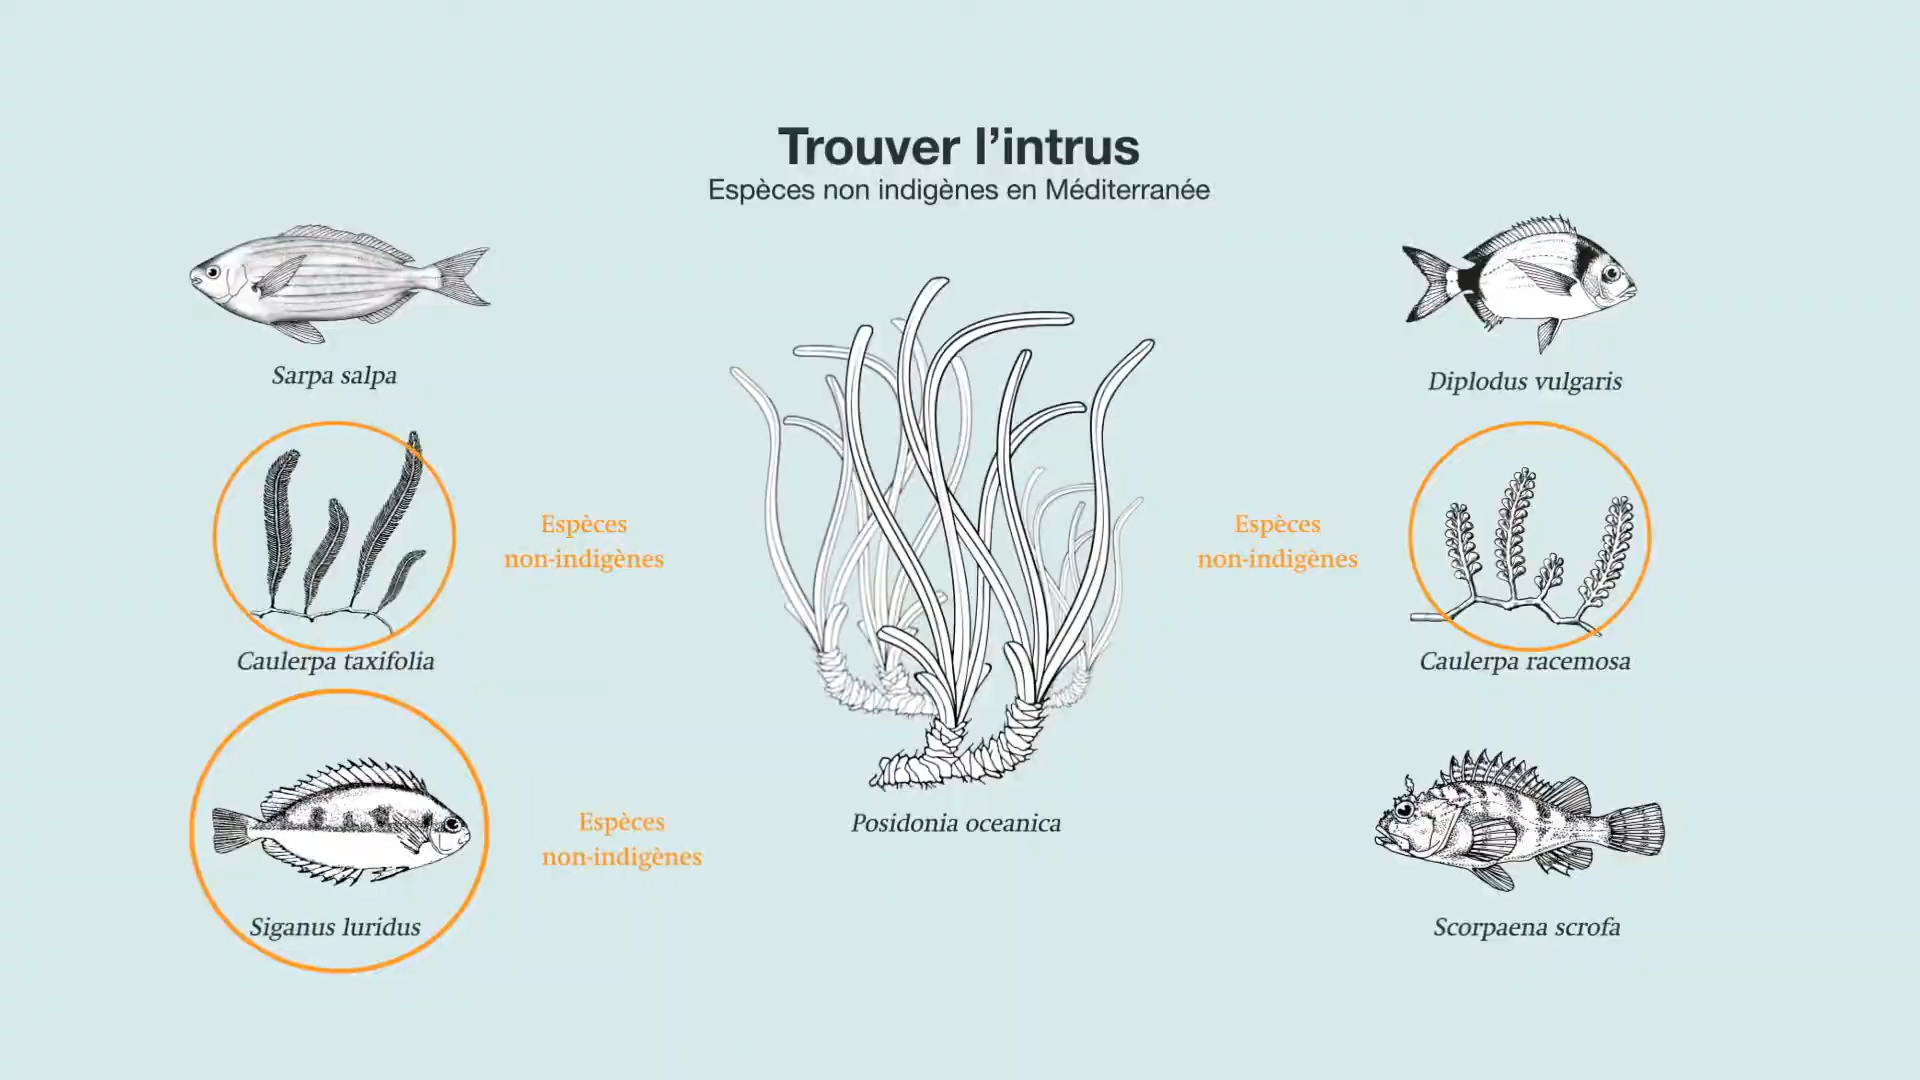 Trouver l’intrus
Espèces non indigènes en Méditerranée
Sarpa salpa
Diplodus vulgaris
Espèces
non-indigènes
Espèces
non-indigènes
Caulerpa taxifolia
Caulerpa racemosa
Espèces
non-indigènes
Posidonia oceanica
Siganus luridus
Scorpaena scrofa